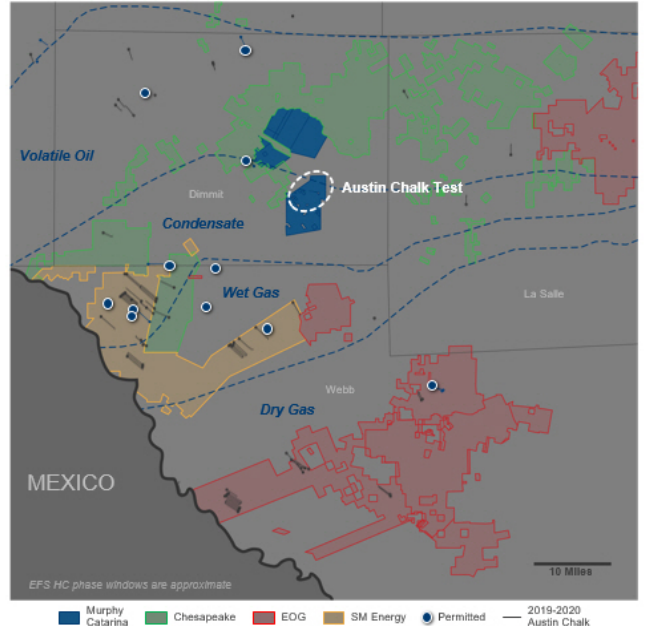 Volatile Oil
Dimmit
Austin Chalk Test
Condensate
Wet Gas
La Salle
Webb
Dry Gas
MEXICO
10 Miles
EFS HC phase windows are approximate
Murphy
Catarina
Chesapeake
EOG
SM Energy
Permitted
2019-2020
Austin Chalk